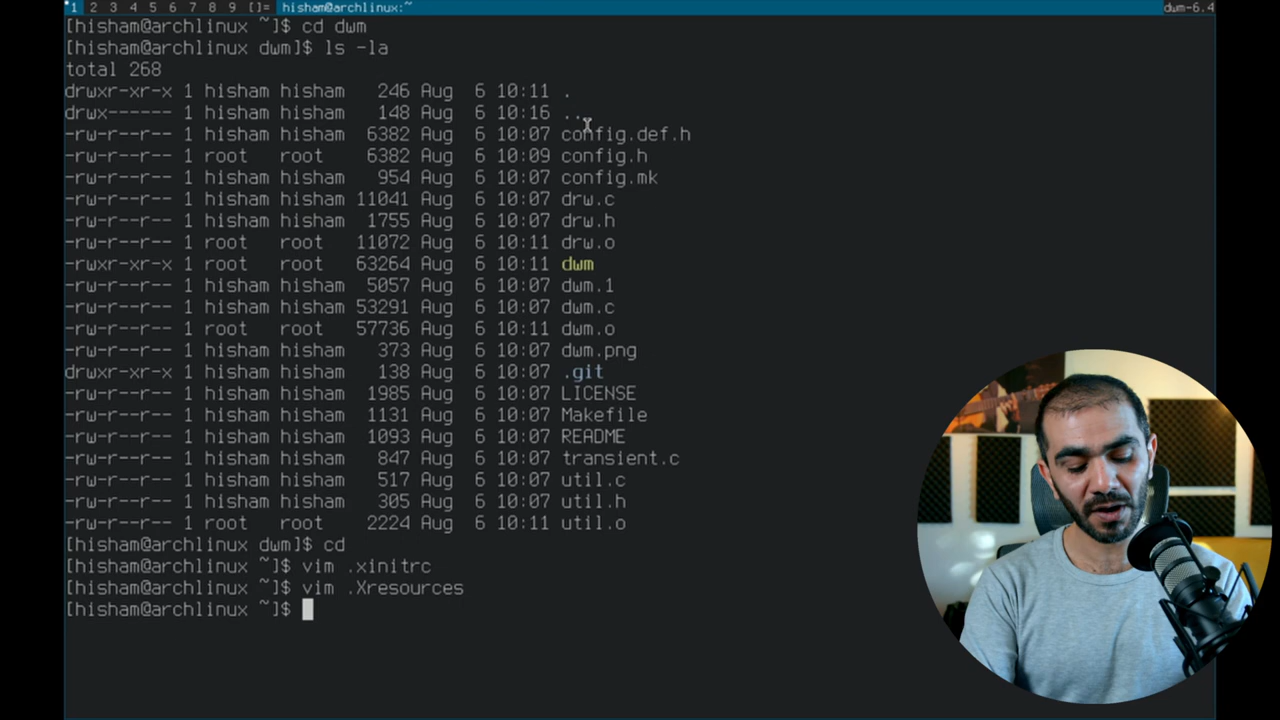 1 2 3 4 5 6 7 8 9 []= hisham@archlinux:~ dwm-6.4
[hisham@archlinux ~]$ cd dwm
[hisham@archlinux dwm]$ ls -la
total 268
drwxr-xr-x 1 hisham hisham 246 Aug 6 10:11 .
drwx------ 1 hisham hisham 148 Aug 6 10:16 ..
-rw-r--r-- 1 hisham hisham 6382 Aug 6 10:07 config.def.h
-rw-r--r-- 1 root root 6382 Aug 6 10:09 config.h
-rw-r--r-- 1 hisham hisham 954 Aug 6 10:07 config.mk
-rw-r--r-- 1 hisham hisham 11041 Aug 6 10:07 drw.c
-rw-r--r-- 1 hisham hisham 1755 Aug 6 10:07 drw.h
-rw-r--r-- 1 root root 11072 Aug 6 10:11 drw.o
-rwxr-xr-x 1 root root 63264 Aug 6 10:11 dwm
-rw-r--r-- 1 hisham hisham 5057 Aug 6 10:07 dwm.1
-rw-r--r-- 1 hisham hisham 53291 Aug 6 10:07 dwm.c
-rw-r--r-- 1 root root 57736 Aug 6 10:11 dwm.o
-rw-r--r-- 1 hisham hisham 373 Aug 6 10:07 dwm.png
drwxr-xr-x 1 hisham hisham 138 Aug 6 10:07 .git
-rw-r--r-- 1 hisham hisham 1985 Aug 6 10:07 LICENSE
-rw-r--r-- 1 hisham hisham 1131 Aug 6 10:07 Makefile
-rw-r--r-- 1 hisham hisham 1093 Aug 6 10:07 README
-rw-r--r-- 1 hisham hisham 847 Aug 6 10:07 transient.c
-rw-r--r-- 1 hisham hisham 517 Aug 6 10:07 util.c
-rw-r--r-- 1 hisham hisham 305 Aug 6 10:07 util.h
-rw-r--r-- 1 root root 2224 Aug 6 10:11 util.o
[hisham@archlinux dwm]$ cd
[hisham@archlinux ~]$ vim .xinitrc
[hisham@archlinux ~]$ vim .Xresources
[hisham@archlinux ~]$